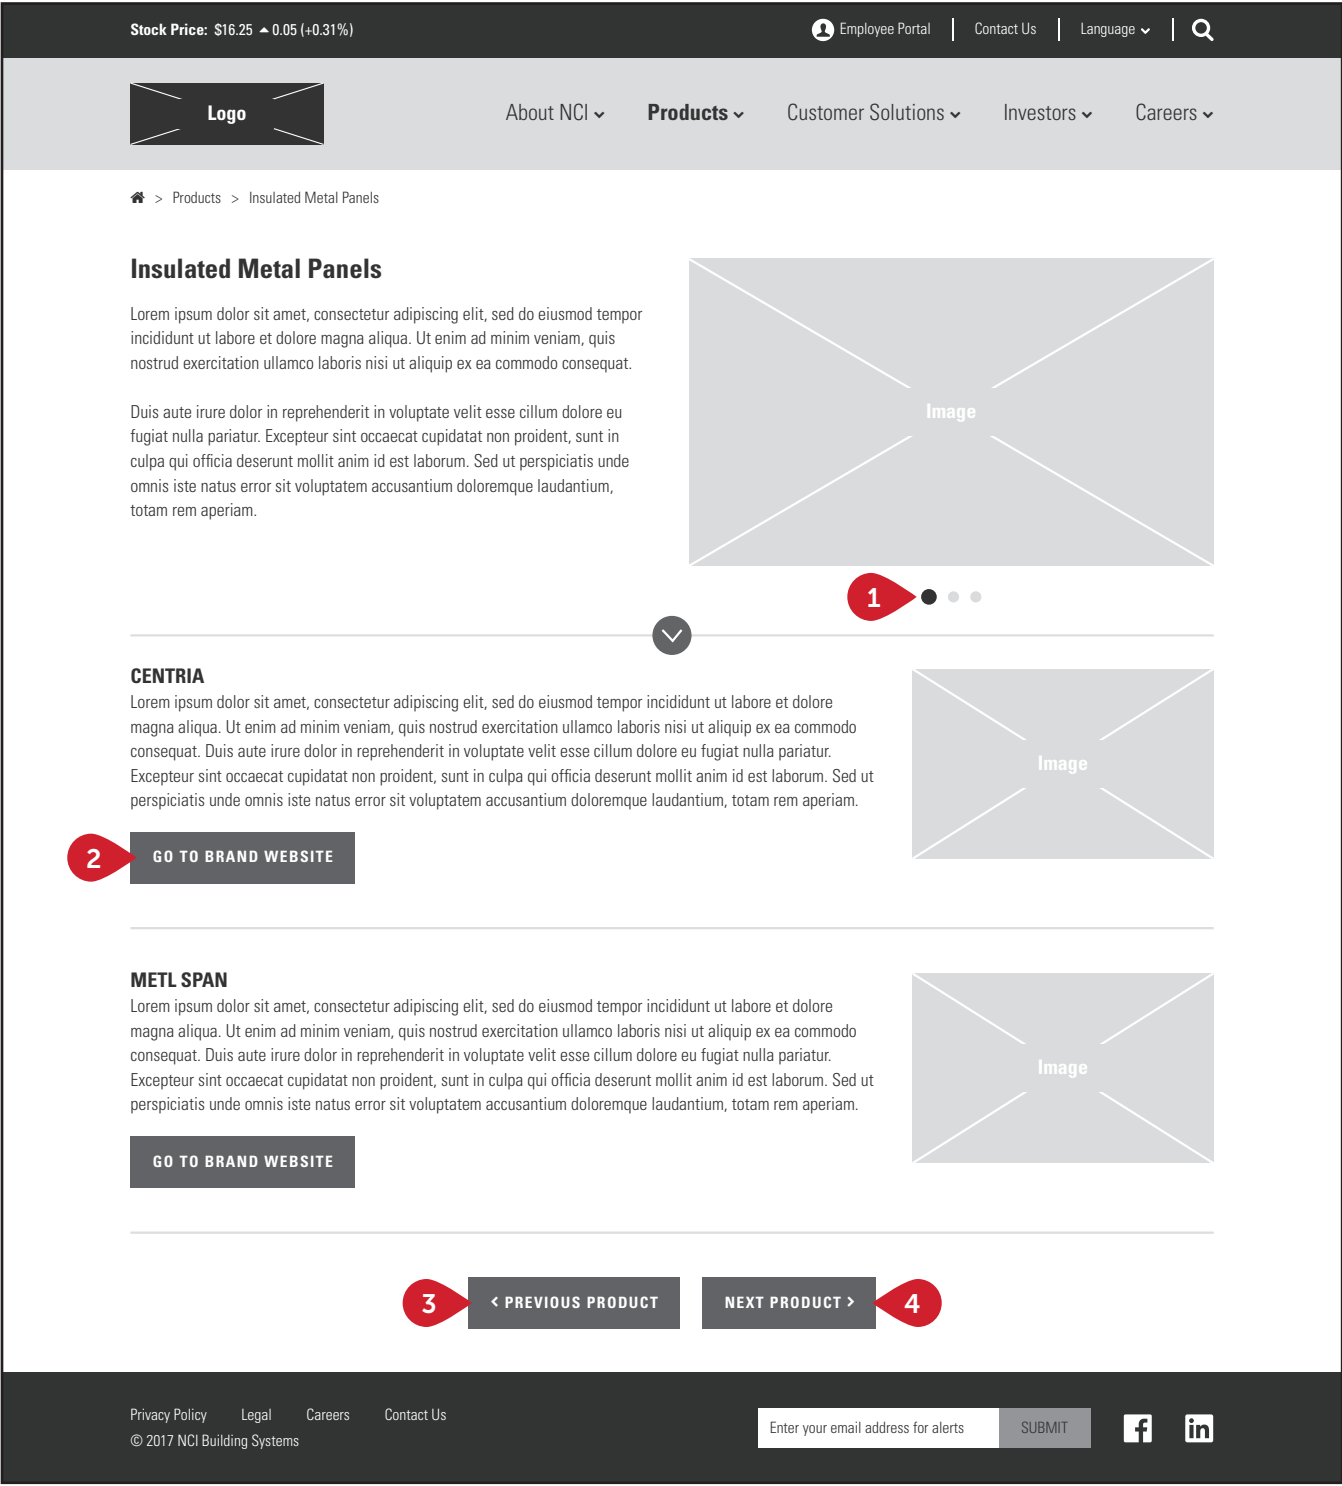 Stock Price: $16.25 0.05 (+0.31%)
Employee Portal
Contact Us
Language
Logo
About NCI
Products
Customer Solutions
Investors
Careers
> Products > Insulated Metal Panels
Insulated Metal Panels
Lorem ipsum dolor sit amet, consectetur adipiscing elit, sed do eiusmod tempor
incididunt ut labore et dolore magna aliqua. Ut enim ad minim veniam, quis
nostrud exercitation ullamco laboris nisi ut aliquip ex ea commodo consequat.
Duis aute irure dolor in reprehenderit in voluptate velit esse cillum dolore eu
fugiat nulla pariatur. Excepteur sint occaecat cupidatat non proident, sunt in
culpa qui officia deserunt mollit anim id est laborum. Sed ut perspiciatis unde
omnis iste natus error sit voluptatem accusantium doloremque laudantium,
totam rem aperiam.
Image
1
CENTRIA
Lorem ipsum dolor sit amet, consectetur adipiscing elit, sed do eiusmod tempor incididunt ut labore et dolore
magna aliqua. Ut enim ad minim veniam, quis nostrud exercitation ullamco laboris nisi ut aliquip ex ea commodo
consequat. Duis aute irure dolor in reprehenderit in voluptate velit esse cillum dolore eu fugiat nulla pariatur.
Excepteur sint occaecat cupidatat non proident, sunt in culpa qui officia deserunt mollit anim id est laborum. Sed ut
perspiciatis unde omnis iste natus error sit voluptatem accusantium doloremque laudantium, totam rem aperiam.
Image
2
GO TO BRAND WEBSITE
METL SPAN
Lorem ipsum dolor sit amet, consectetur adipiscing elit, sed do eiusmod tempor incididunt ut labore et dolore
magna aliqua. Ut enim ad minim veniam, quis nostrud exercitation ullamco laboris nisi ut aliquip ex ea commodo
consequat. Duis aute irure dolor in reprehenderit in voluptate velit esse cillum dolore eu fugiat nulla pariatur.
Excepteur sint occaecat cupidatat non proident, sunt in culpa qui officia deserunt mollit anim id est laborum. Sed ut
perspiciatis unde omnis iste natus error sit voluptatem accusantium doloremque laudantium, totam rem aperiam.
Image
GO TO BRAND WEBSITE
3
< PREVIOUS PRODUCT
NEXT PRODUCT >
4
Privacy Policy
Legal
Careers
Contact Us
© 2017 NCI Building Systems
Enter your email address for alerts
SUBMIT
f
in